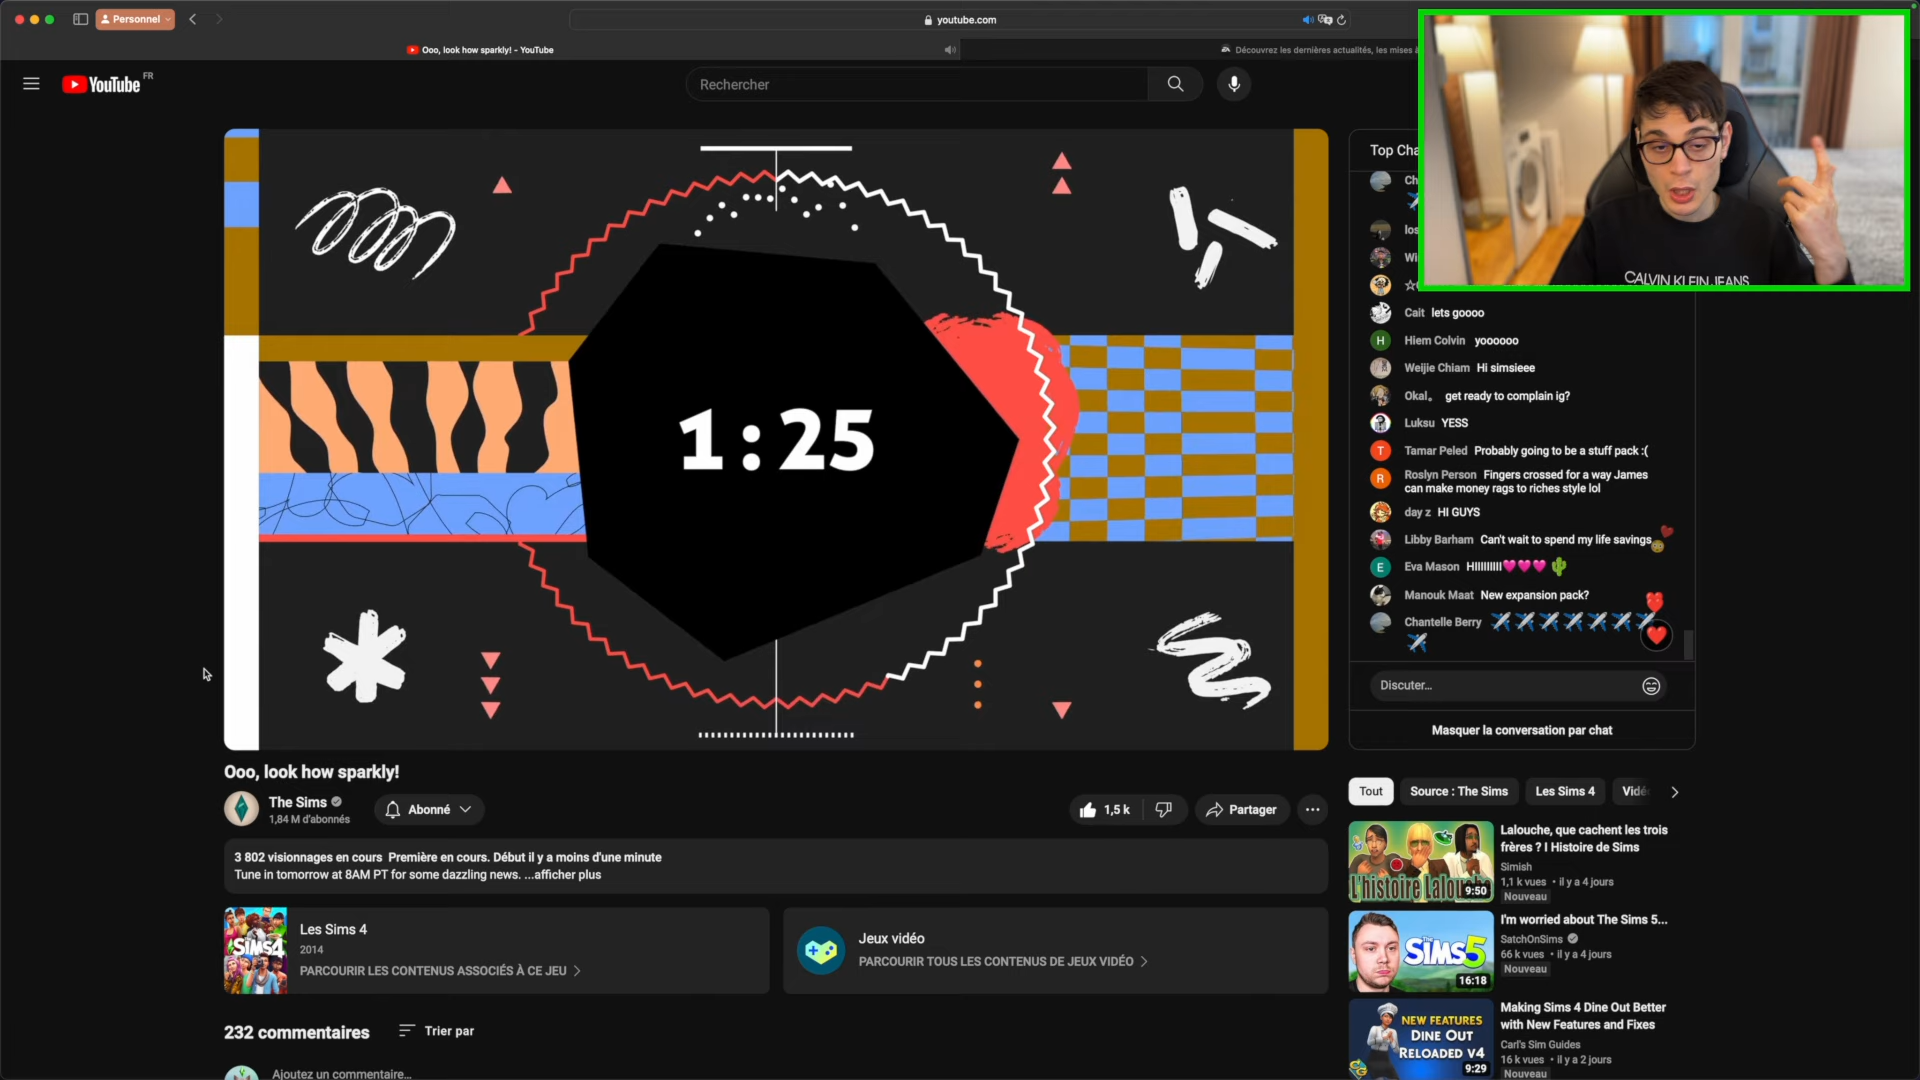 Personnel
youtube.com
Ooo, look how sparkly! - YouTube
Découvrez les dernières actualités, les mises à
YouTube FR
Rechercher
CALVIN KLEIN JEANS
1:25
Top Cha
Ch
los
Wi
Cait lets goooo
Hiem Colvin yoooooo
Weijie Chiam Hi simsieee
Okal。 get ready to complain ig?
Luksu YESS
Tamar Peled Probably going to be a stuff pack :(
Roslyn Person Fingers crossed for a way James
can make money rags to riches style lol
day z HI GUYS
Libby Barham Can't wait to spend my life savings
Eva Mason HIIIIIIIII💗💗💗 🌵
Manouk Maat New expansion pack?
Chantelle Berry ✈️✈️✈️✈️✈️✈️✈️
✈️
Discuter...
Masquer la conversation par chat
Ooo, look how sparkly!
The Sims
1,84 M d'abonnés
Abonné
1,5 k
Partager
3 802 visionnages en cours Première en cours. Début il y a moins d'une minute
Tune in tomorrow at 8AM PT for some dazzling news. ...afficher plus
SIMS4
Les Sims 4
2014
PARCOURIR LES CONTENUS ASSOCIÉS À CE JEU
Jeux vidéo
PARCOURIR TOUS LES CONTENUS DE JEUX VIDÉO
232 commentaires
Trier par
Ajoutez un commentaire...
Tout
Source : The Sims
Les Sims 4
Vidé
L'histoire Lalou
9:50
Lalouche, que cachent les trois
frères ? I Histoire de Sims
Simish
1,1 k vues • il y a 4 jours
Nouveau
THE SIMS 5
16:18
I'm worried about The Sims 5...
SatchOnSims
66 k vues • il y a 4 jours
Nouveau
NEW FEATURES
DINE OUT
RELOADED V4
9:29
Making Sims 4 Dine Out Better
with New Features and Fixes
Carl's Sim Guides
16 k vues • il y a 2 jours
Nouveau